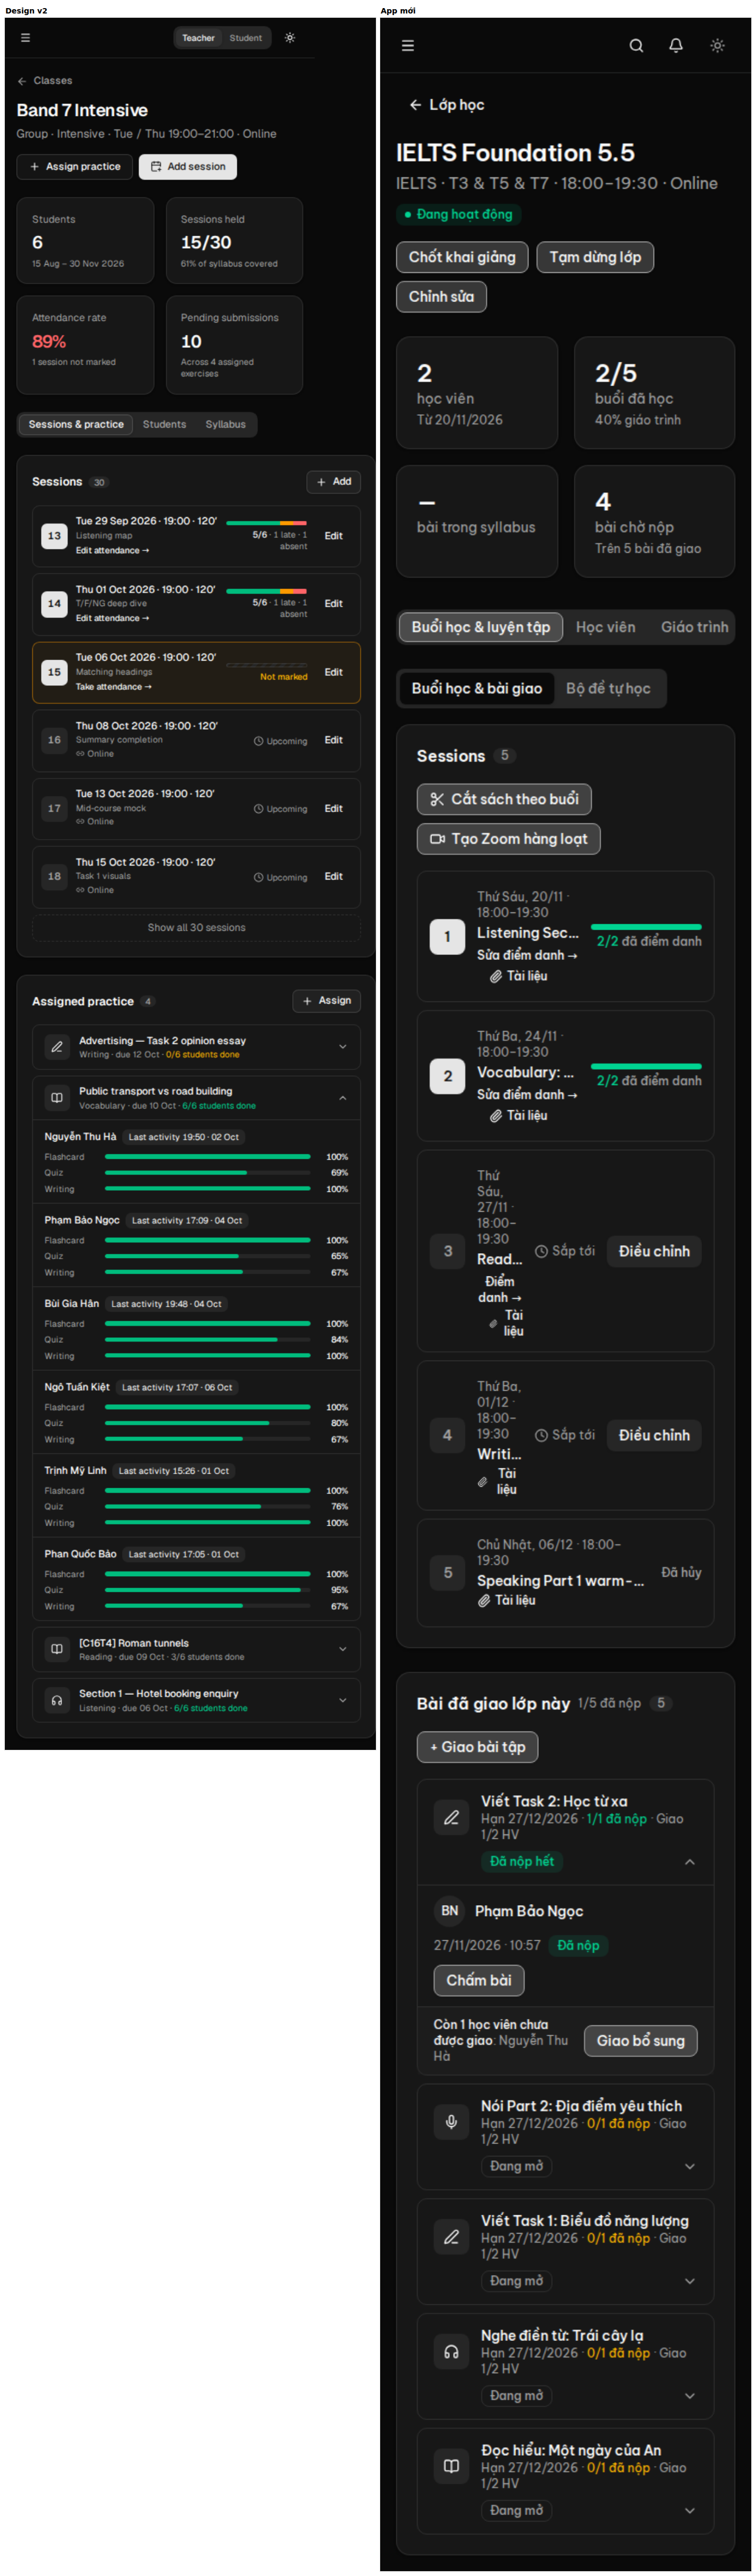 Design v2
Teacher Student
← Classes
Band 7 Intensive
Group · Intensive · Tue / Thu 19:00–21:00 · Online
+ Assign practice
Add session
Students
6
15 Aug – 30 Nov 2026
Sessions held
15/30
61% of syllabus covered
Attendance rate
89%
1 session not marked
Pending submissions
10
Across 4 assigned
exercises
Sessions & practice Students Syllabus
Sessions 30
+ Add
13
Tue 29 Sep 2026 · 19:00 · 120′
Listening map
Edit attendance →
5/6 · 1 late · 1
absent
Edit
14
Thu 01 Oct 2026 · 19:00 · 120′
T/F/NG deep dive
Edit attendance →
5/6 · 1 late · 1
absent
Edit
15
Tue 06 Oct 2026 · 19:00 · 120′
Matching headings
Take attendance →
Not marked
Edit
16
Thu 08 Oct 2026 · 19:00 · 120′
Summary completion
Online
Upcoming
Edit
17
Tue 13 Oct 2026 · 19:00 · 120′
Mid-course mock
Online
Upcoming
Edit
18
Thu 15 Oct 2026 · 19:00 · 120′
Task 1 visuals
Online
Upcoming
Edit
Show all 30 sessions
Assigned practice 4
+ Assign
Advertising — Task 2 opinion essay
Writing · due 12 Oct · 0/6 students done
Public transport vs road building
Vocabulary · due 10 Oct · 6/6 students done
Nguyễn Thu Hà Last activity 19:50 · 02 Oct
Flashcard 100%
Quiz 69%
Writing 100%
Phạm Bảo Ngọc Last activity 17:09 · 04 Oct
Flashcard 100%
Quiz 65%
Writing 67%
Bùi Gia Hân Last activity 19:48 · 04 Oct
Flashcard 100%
Quiz 84%
Writing 100%
Ngô Tuấn Kiệt Last activity 17:07 · 06 Oct
Flashcard 100%
Quiz 80%
Writing 67%
Trịnh Mỹ Linh Last activity 15:26 · 01 Oct
Flashcard 100%
Quiz 76%
Writing 100%
Phan Quốc Bảo Last activity 17:05 · 01 Oct
Flashcard 100%
Quiz 95%
Writing 67%
[C16T4] Roman tunnels
Reading · due 09 Oct · 3/6 students done
Section 1 — Hotel booking enquiry
Listening · due 06 Oct · 6/6 students done
App mới
← Lớp học
IELTS Foundation 5.5
IELTS · T3 & T5 & T7 · 18:00–19:30 · Online
Đang hoạt động
Chốt khai giảng
Tạm dừng lớp
Chỉnh sửa
2
học viên
Từ 20/11/2026
2/5
buổi đã học
40% giáo trình
–
bài trong syllabus
4
bài chờ nộp
Trên 5 bài đã giao
Buổi học & luyện tập Học viên Giáo trình
Buổi học & bài giao Bộ đề tự học
Sessions 5
Cắt sách theo buổi
Tạo Zoom hàng loạt
1
Thứ Sáu, 20/11 ·
18:00–19:30
Listening Sec...
Sửa điểm danh →
Tài liệu
2/2 đã điểm danh
2
Thứ Ba, 24/11 ·
18:00–19:30
Vocabulary: ...
Sửa điểm danh →
Tài liệu
2/2 đã điểm danh
3
Thứ
Sáu,
27/11 ·
18:00–
19:30
Read...
Điểm
danh →
Tài
liệu
Sắp tới
Điều chỉnh
4
Thứ Ba,
01/12 ·
18:00–
19:30
Writi...
Tài
liệu
Sắp tới
Điều chỉnh
5
Chủ Nhật, 06/12 · 18:00–
19:30
Speaking Part 1 warm-...
Tài liệu
Đã hủy
Bài đã giao lớp này 1/5 đã nộp 5
+ Giao bài tập
Viết Task 2: Học từ xa
Hạn 27/12/2026 · 1/1 đã nộp · Giao
1/2 HV
Đã nộp hết
BN Phạm Bảo Ngọc
27/11/2026 · 10:57 Đã nộp
Chấm bài
Còn 1 học viên chưa
được giao: Nguyễn Thu
Hà
Giao bổ sung
Nói Part 2: Địa điểm yêu thích
Hạn 27/12/2026 · 0/1 đã nộp · Giao
1/2 HV
Đang mở
Viết Task 1: Biểu đồ năng lượng
Hạn 27/12/2026 · 0/1 đã nộp · Giao
1/2 HV
Đang mở
Nghe điền từ: Trái cây lạ
Hạn 27/12/2026 · 0/1 đã nộp · Giao
1/2 HV
Đang mở
Đọc hiểu: Một ngày của An
Hạn 27/12/2026 · 0/1 đã nộp · Giao
1/2 HV
Đang mở